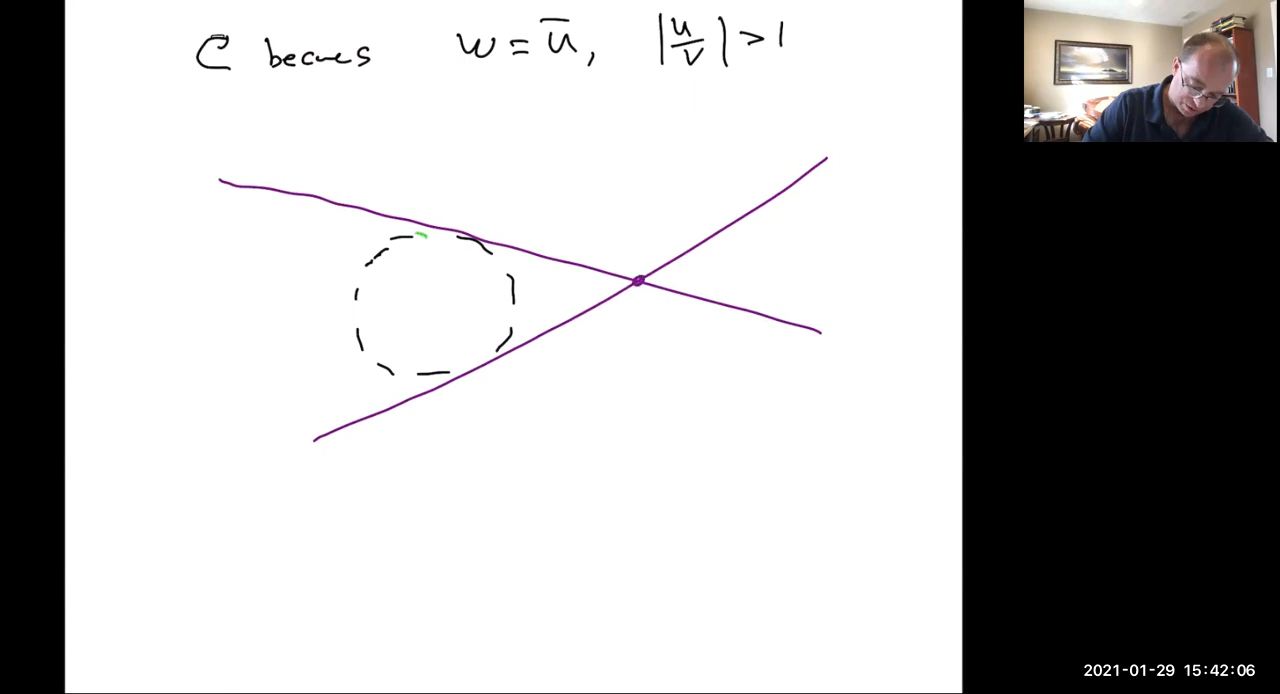 C becomes w = u̅, |u/v| > 1
2021-01-29 15:42:06